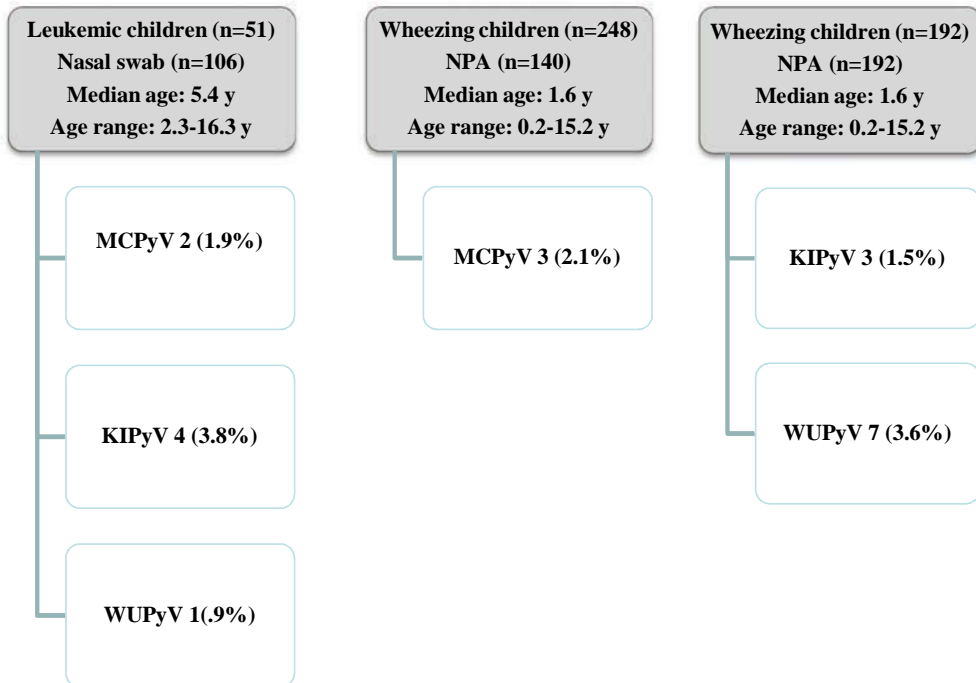 Leukemic children (n=51)
Nasal swab (n=106)
Median age: 5.4 y
Age range: 2.3-16.3 y
MCPyV 2 (1.9%)
KIPyV 4 (3.8%)
WUPyV 1(.9%)
Wheezing children (n=248)
NPA (n=140)
Median age: 1.6 y
Age range: 0.2-15.2 y
MCPyV 3 (2.1%)
Wheezing children (n=192)
NPA (n=192)
Median age: 1.6 y
Age range: 0.2-15.2 y
KIPyV 3 (1.5%)
WUPyV 7 (3.6%)